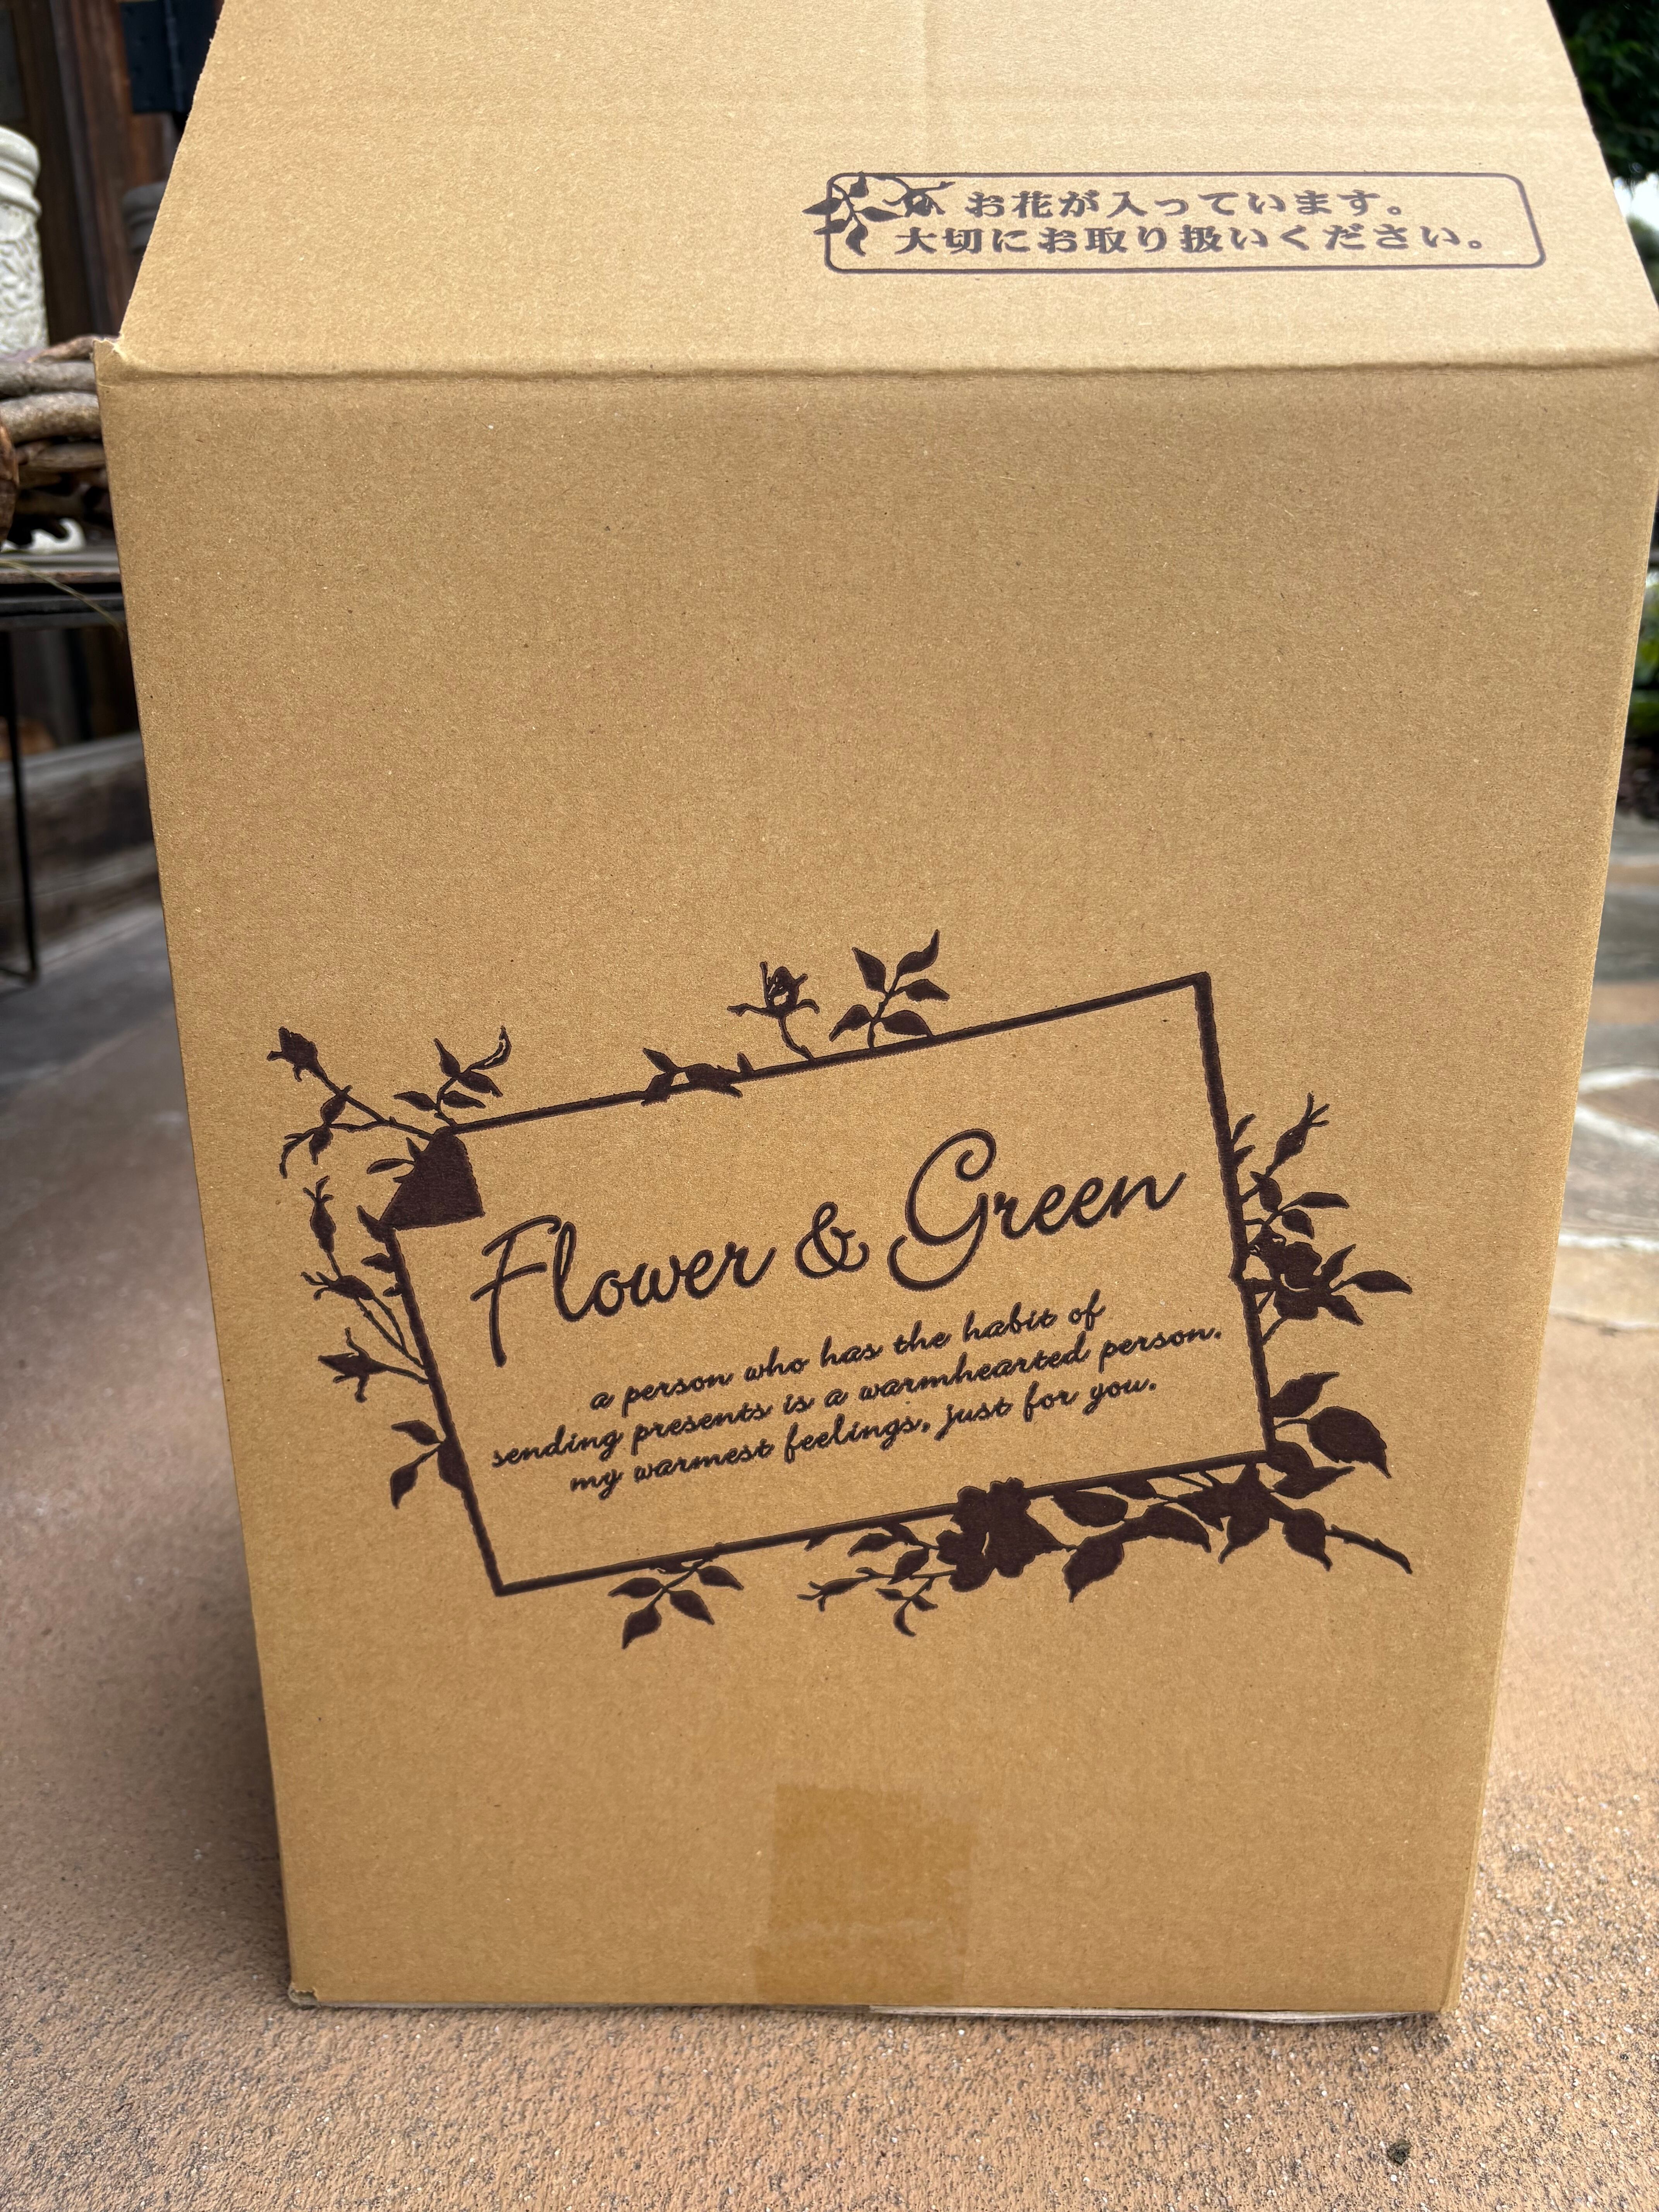 お花が入っています。
大切にお取り扱いください。
Flower & Green
a person who has the habit of
sending presents is a warmhearted person.
my warmest feelings, just for you.